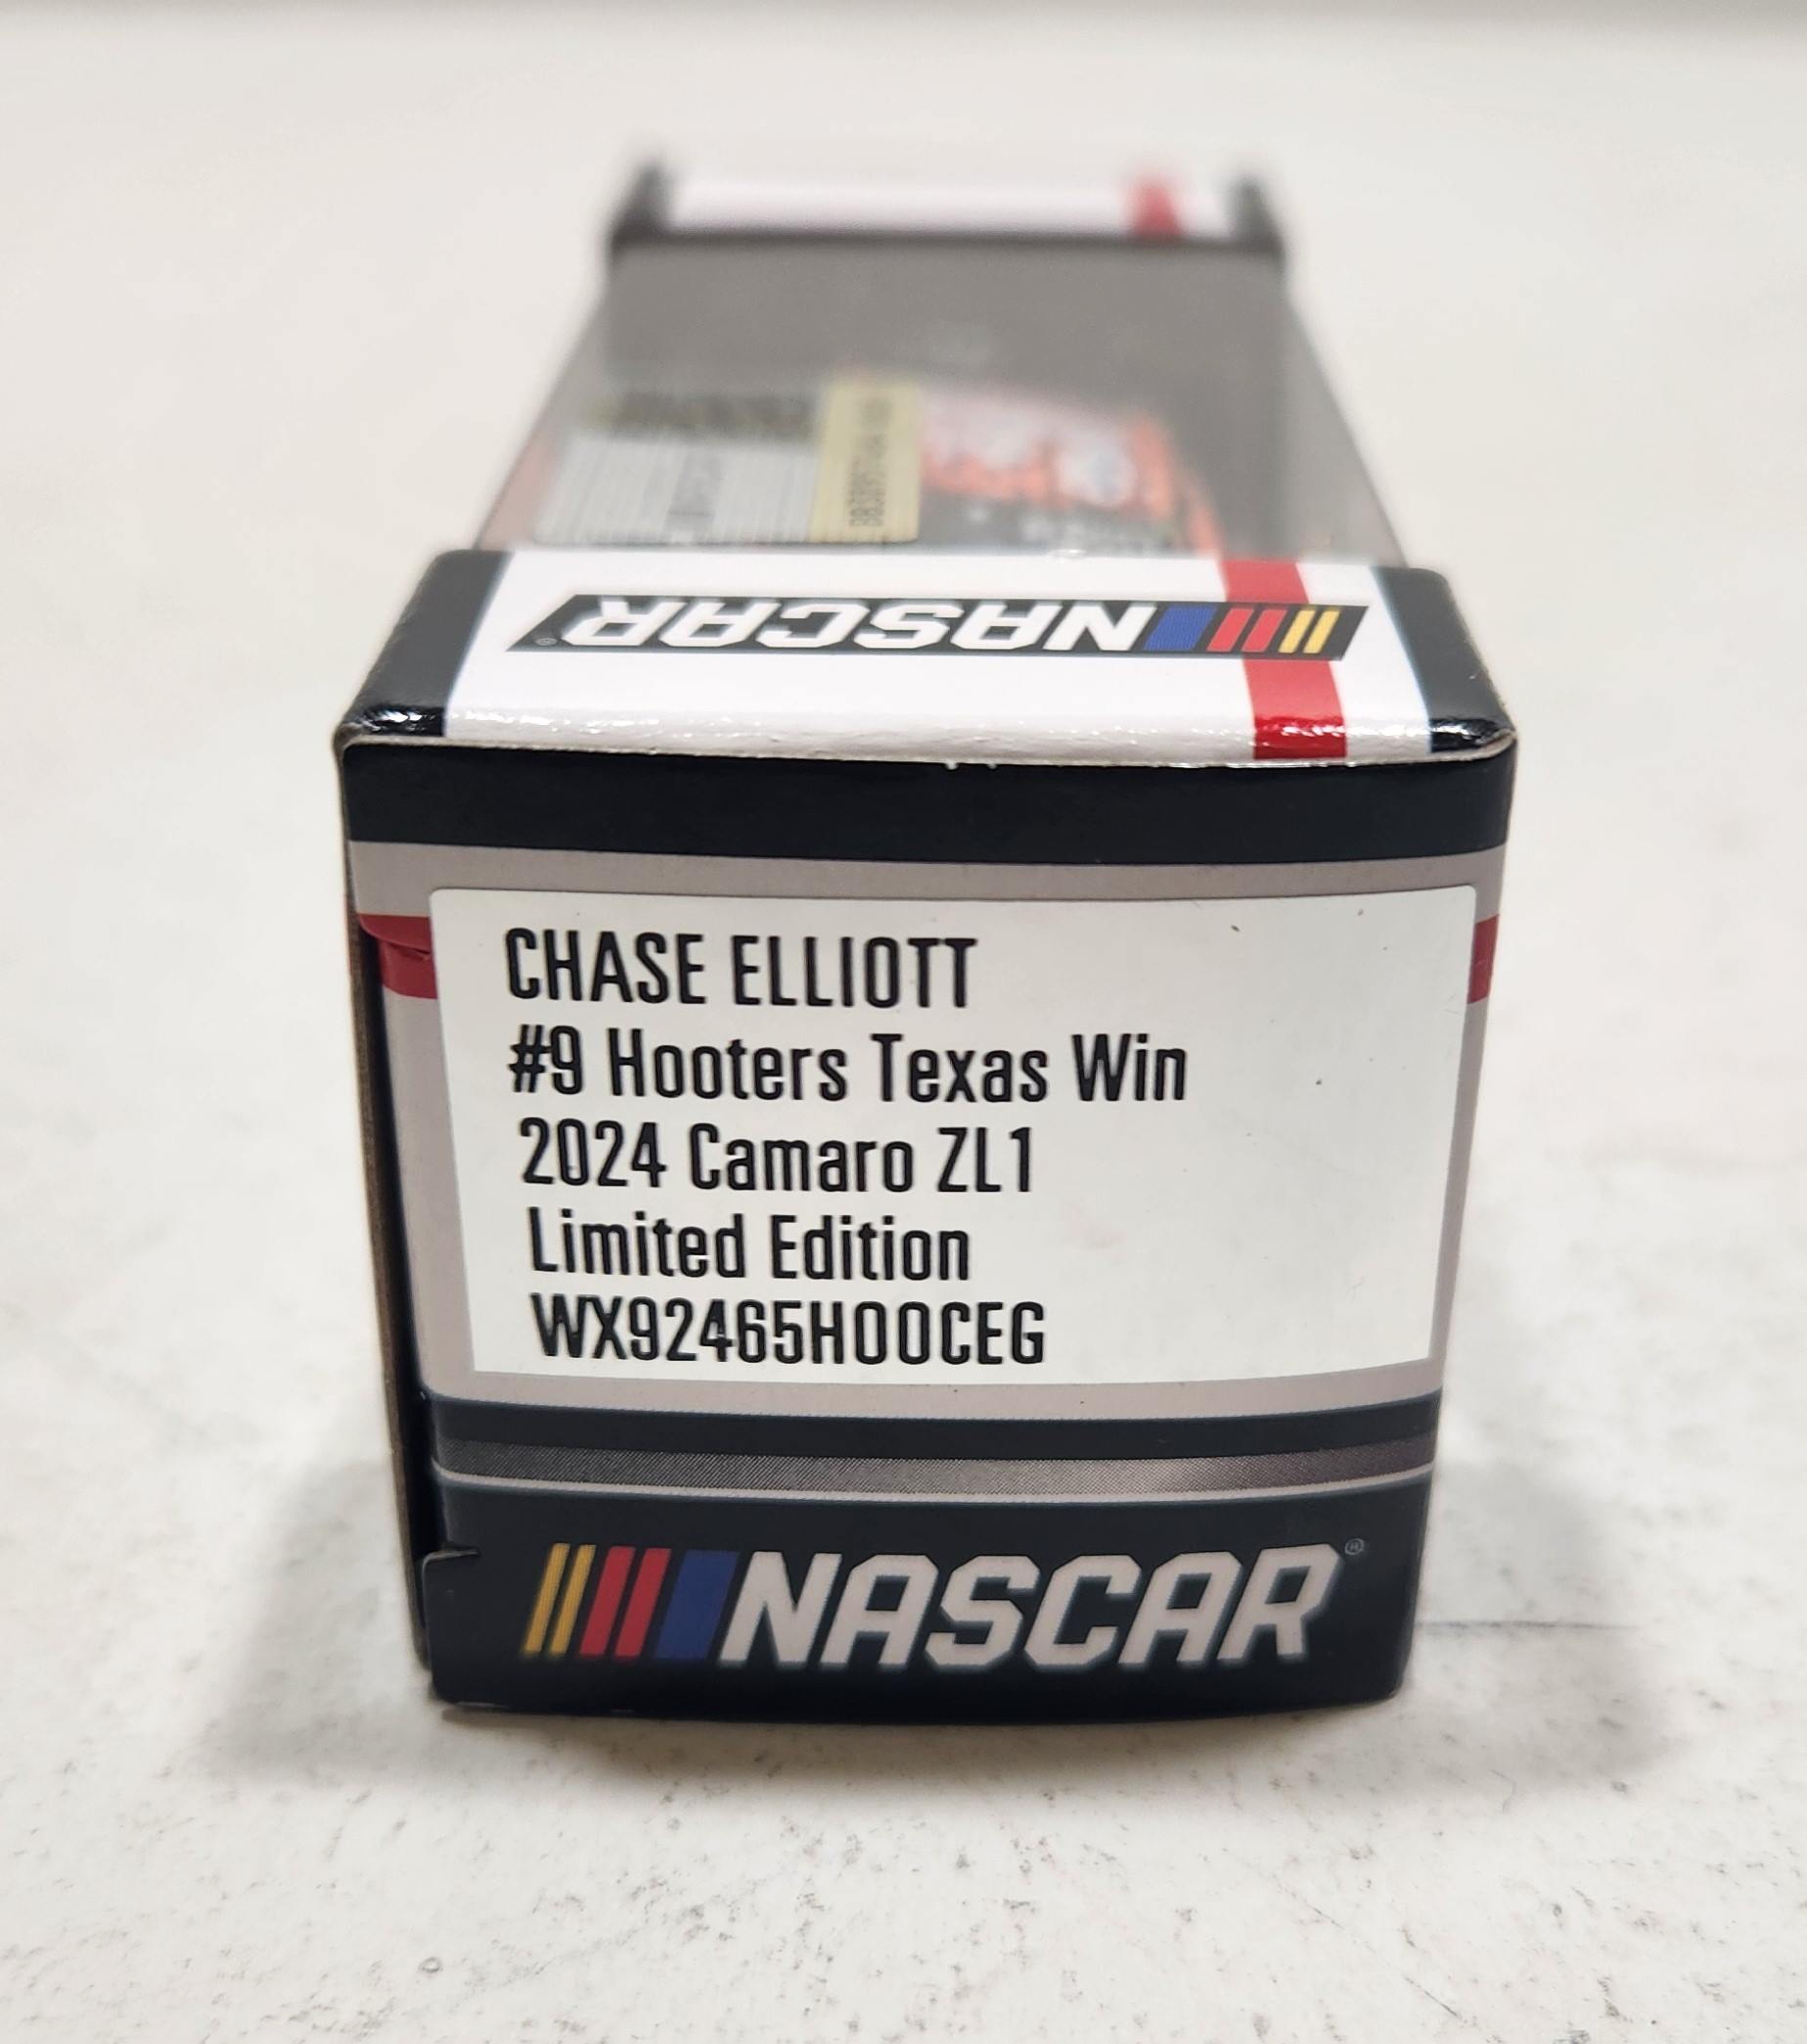 NASCAR
CHASE ELLIOTT
#9 Hooters Texas Win
2024 Camaro ZL1
Limited Edition
WX92465HOOCEG
NASCAR®